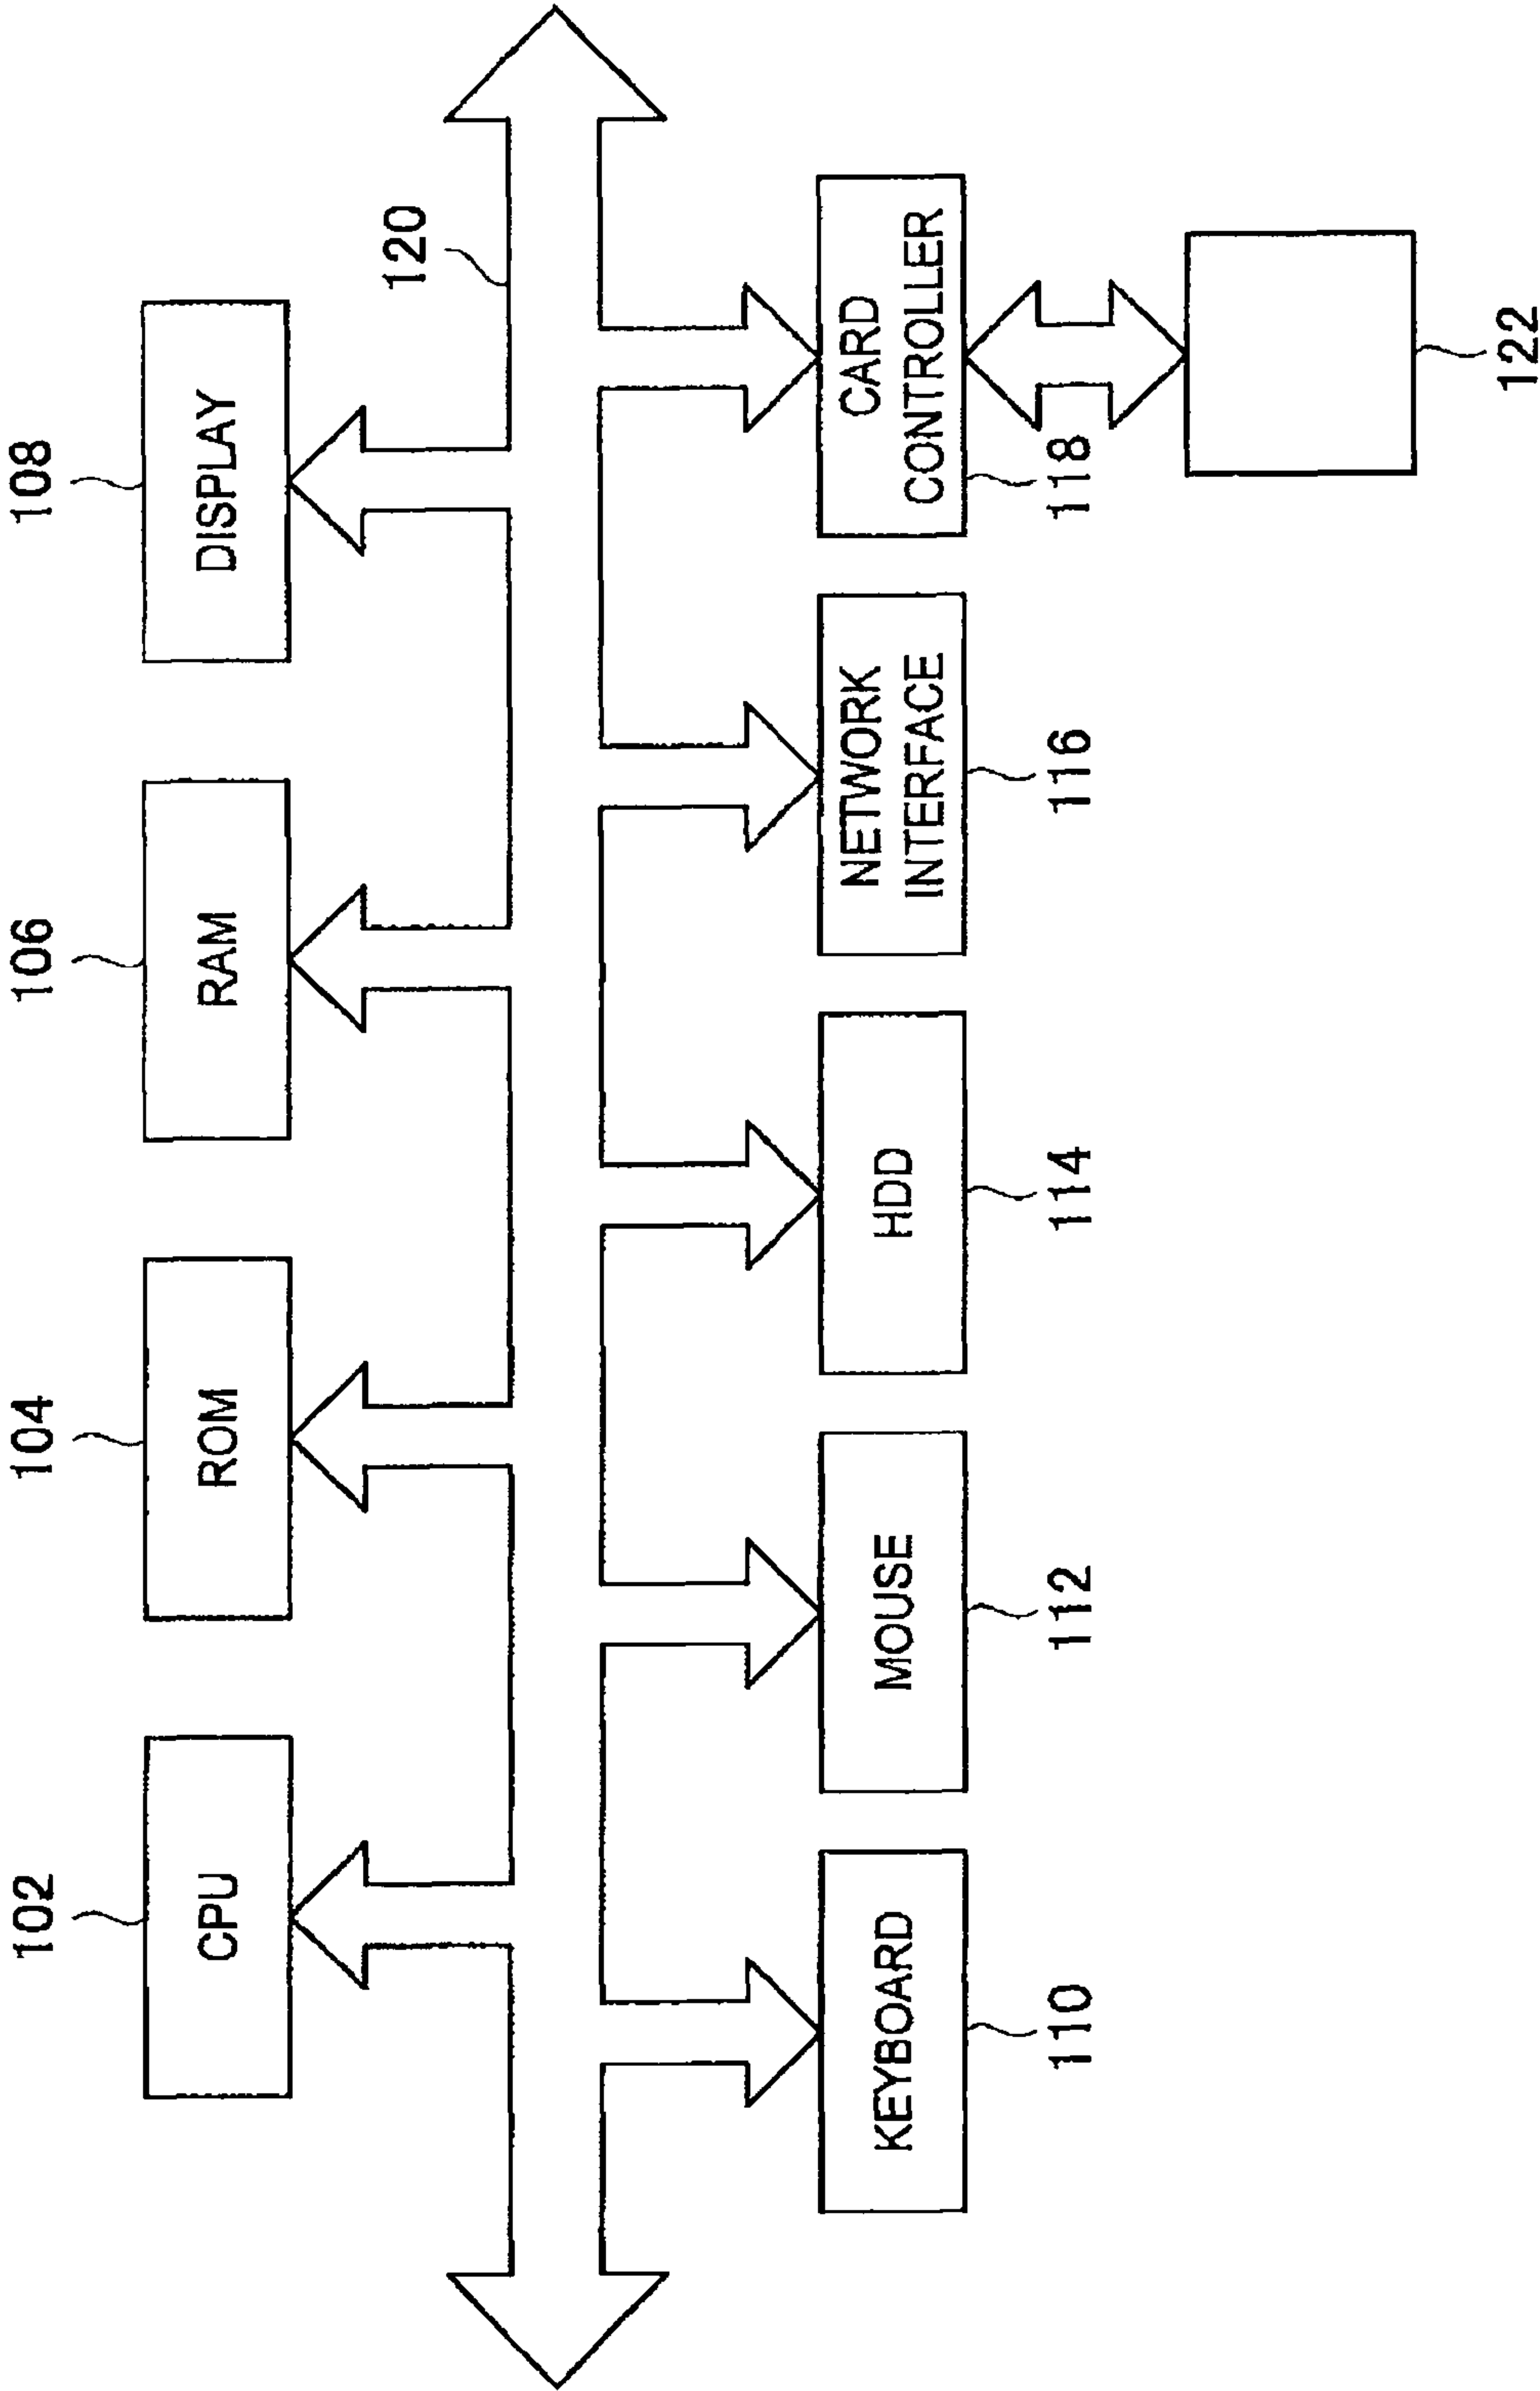 102
104
106
108
CPU
ROM
RAM
DISPLAY
120
KEYBOARD
MOUSE
HDD
NETWORK
INTERFACE
CARD
CONTROLLER
110
112
114
116
118
122